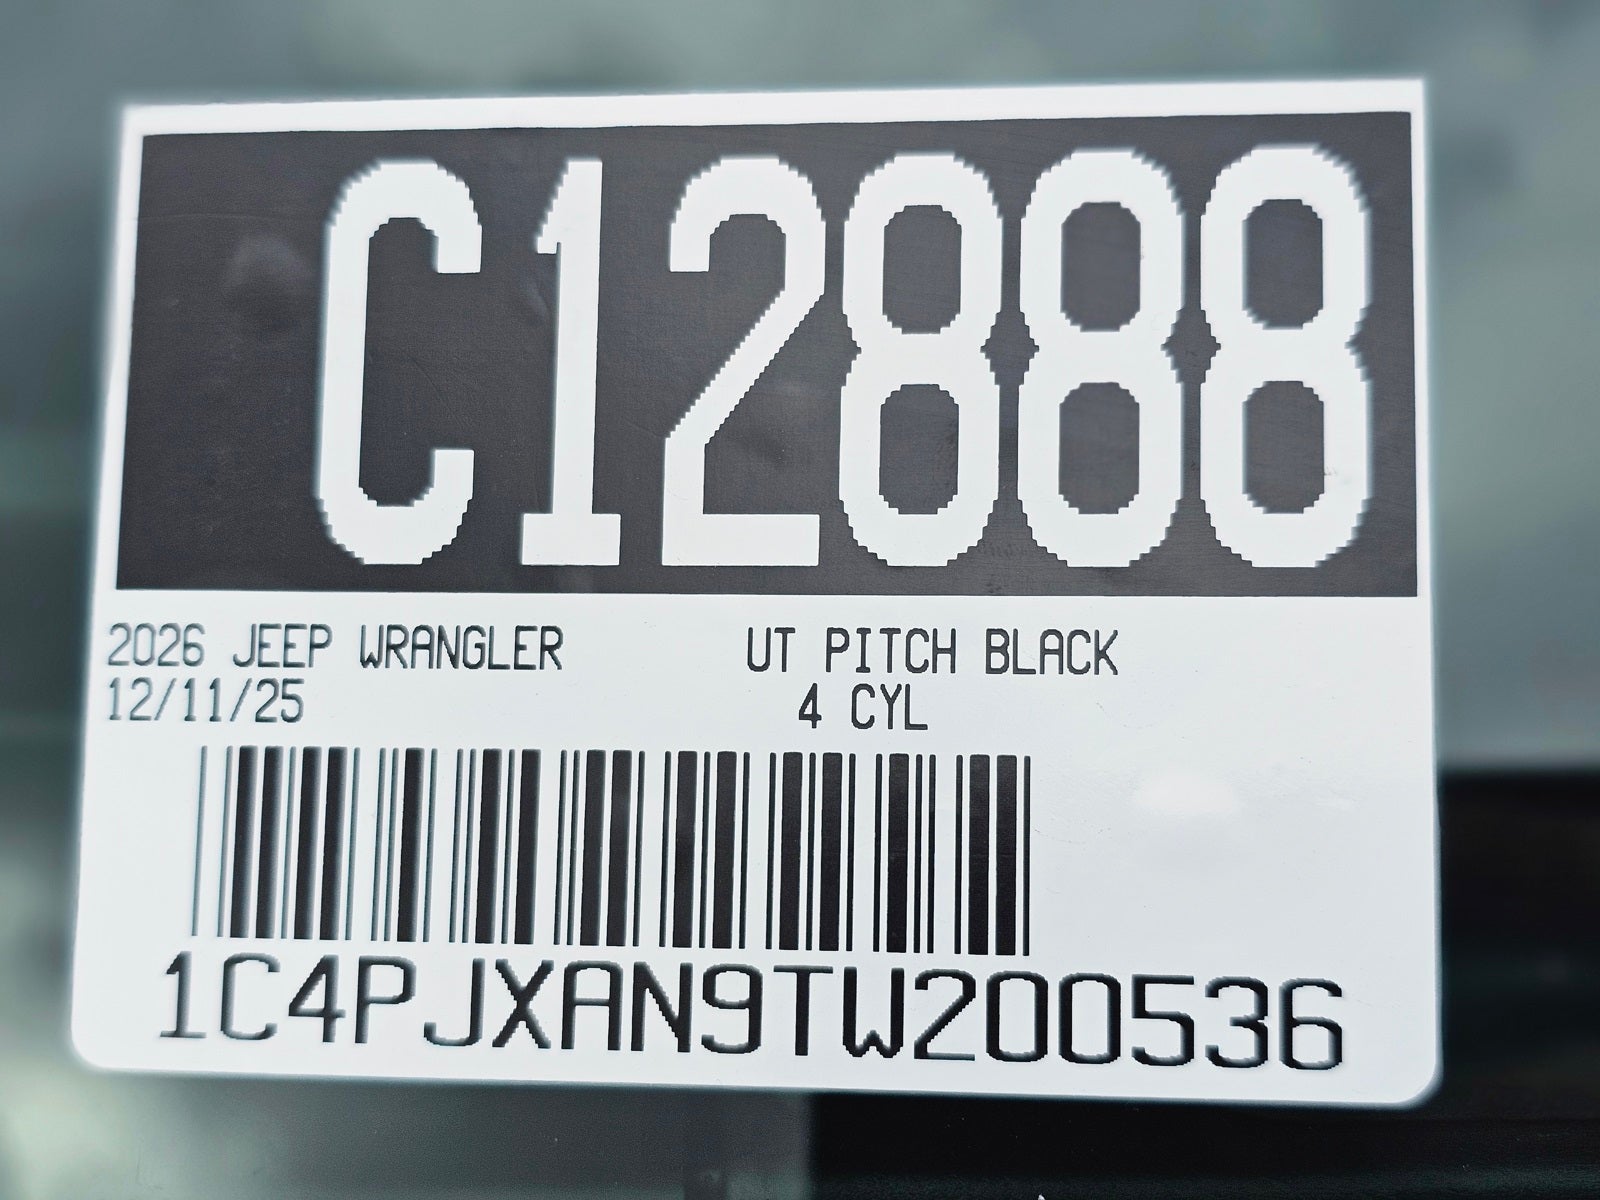 C12888
2026 JEEP WRANGLER UT PITCH BLACK
12/11/25 4 CYL
1C4PJXAN9TW200536